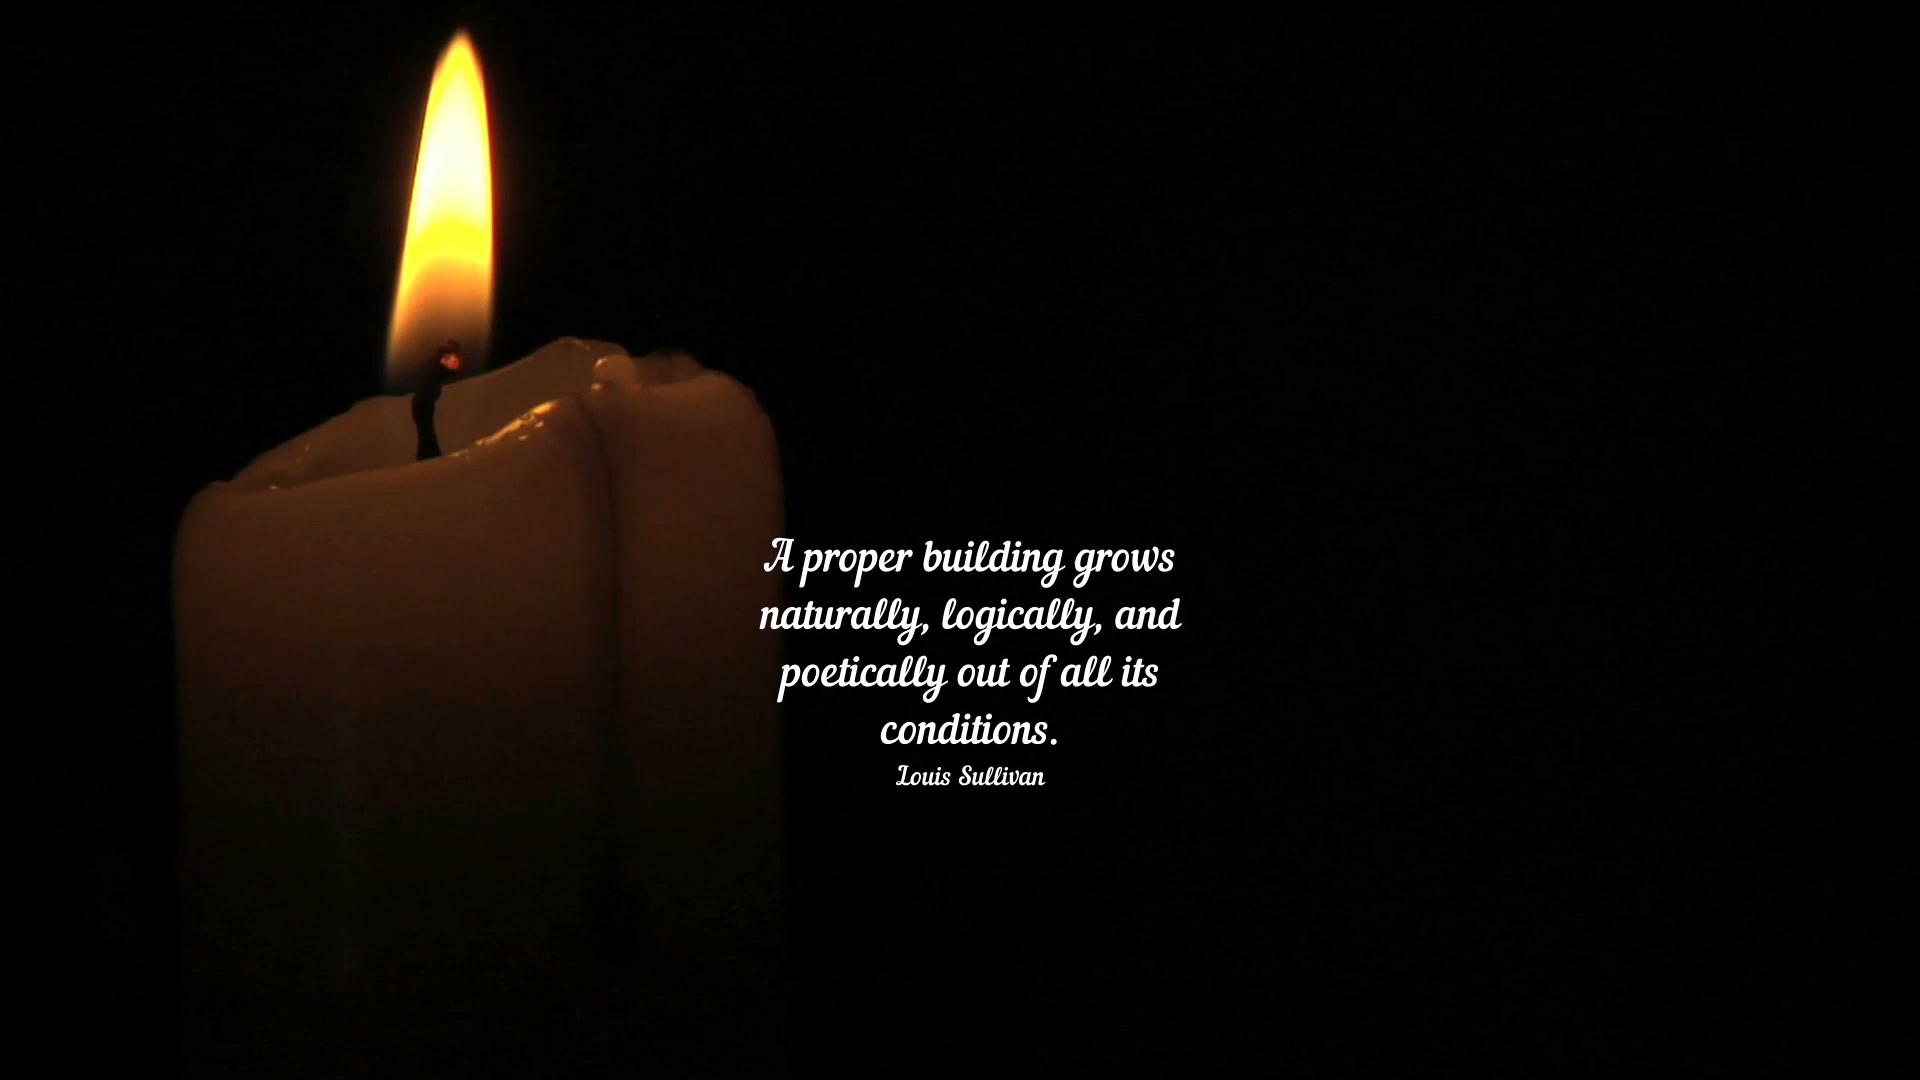 A proper building grows
naturally, logically, and
poetically out of all its
conditions.
Louis Sullivan